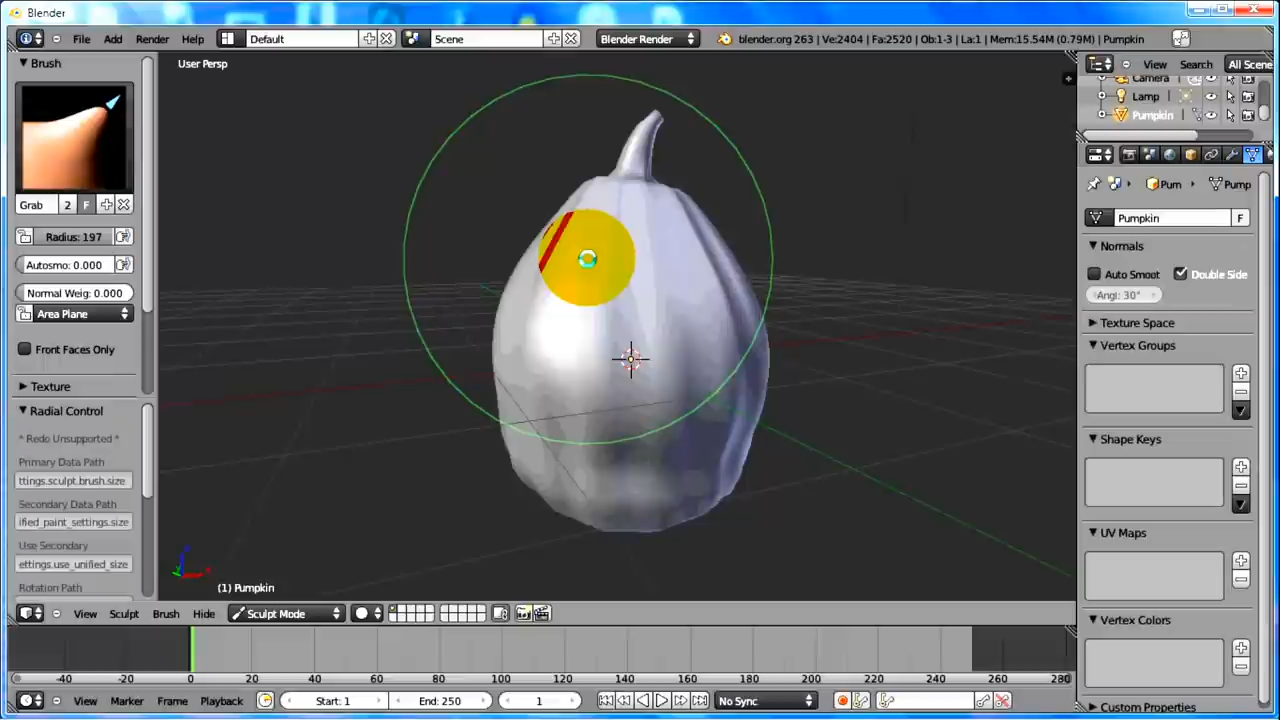 Blender
File Add Render Help Default Scene Blender Render blender.org 263 | Ve:2404 | Fa:2520 | Ob:1-3 | La:1 | Mem:15.54M (0.79M) | Pumpkin
Brush
User Persp
View Search All Scene
Camera
Lamp
Pumpkin
Pum Pump
Grab 2 F
Pumpkin F
Radius: 197
Normals
Autosmo: 0.000
Auto Smoot Double Side
Normal Weig: 0.000
Angl: 30°
Area Plane
Texture Space
Front Faces Only
Vertex Groups
Texture
Radial Control
* Redo Unsupported *
Shape Keys
Primary Data Path
ttings.sculpt.brush.size
Secondary Data Path
ified_paint_settings.size
UV Maps
Use Secondary
ettings.use_unified_size
Rotation Path
(1) Pumpkin
View Sculpt Brush Hide Sculpt Mode
Vertex Colors
-40 -20 0 20 40 60 80 100 120 140 160 180 200 220 240 260 280
View Marker Frame Playback Start: 1 End: 250 1 No Sync
Custom Properties